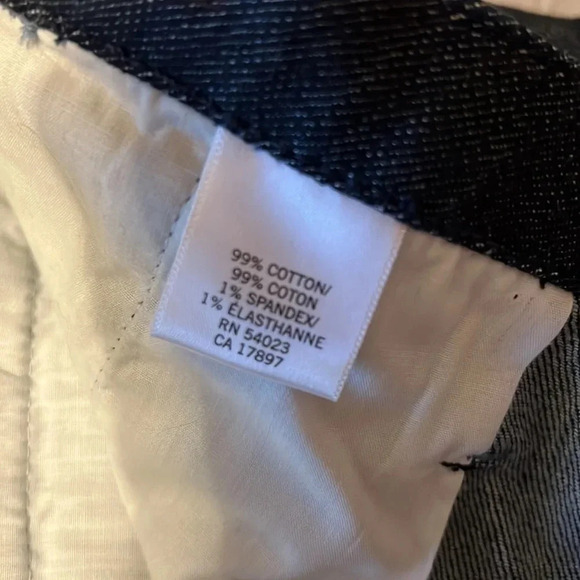 99% COTTON/
99% COTON
1% SPANDEX/
1% ÉLASTHANNE
RN 54023
CA 17897